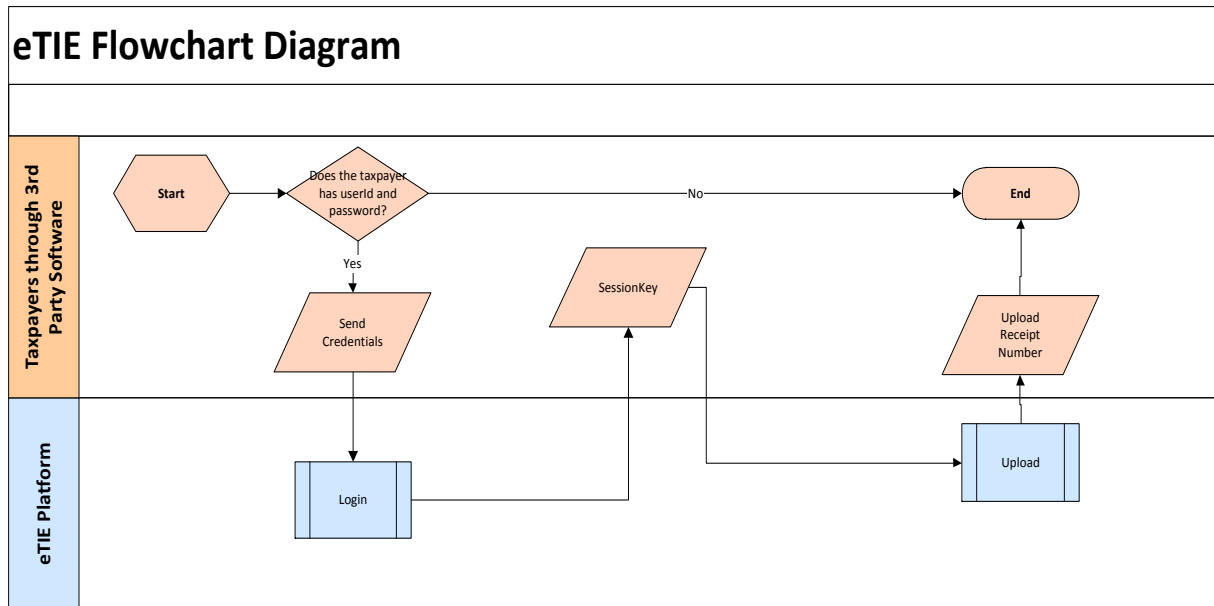 eTIE Flowchart Diagram
Taxpayers through 3rd
Party Software
Start
Does the taxpayer
has userId and
password?
No
End
Yes
Send
Credentials
SessionKey
Upload
Receipt
Number
eTIE Platform
Login
Upload